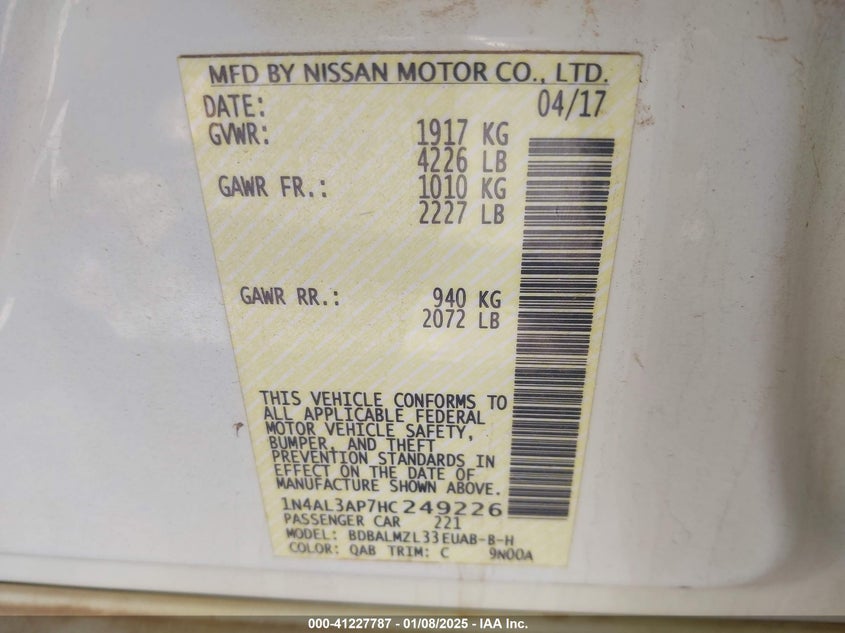 MFD BY NISSAN MOTOR CO., LTD.
DATE: 04/17
GVWR: 1917 KG
4226 LB
GAWR FR.: 1010 KG
2227 LB
GAWR RR.: 940 KG
2072 LB
THIS VEHICLE CONFORMS TO
ALL APPLICABLE FEDERAL
MOTOR VEHICLE SAFETY,
BUMPER, AND THEFT
PREVENTION STANDARDS IN
EFFECT ON THE DATE OF
MANUFACTURE SHOWN ABOVE.
1N4AL3AP7HC249226
PASSENGER CAR 221
MODEL: BDBALMZL33EUAB-B-H
COLOR: QAB TRIM: C 9N00A
000-41227787 - 01/08/2025 - IAA Inc.